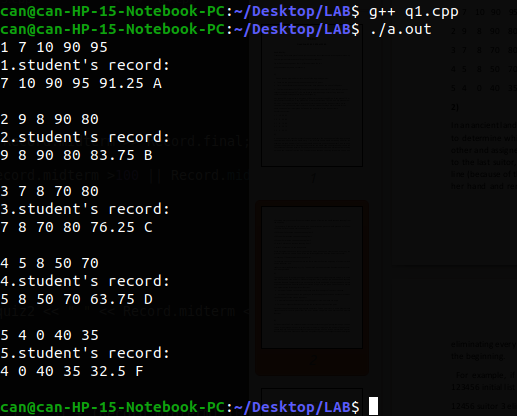 can@can-HP-15-Notebook-PC:~/Desktop/LAB$ g++ q1.cpp
can@can-HP-15-Notebook-PC:~/Desktop/LAB$ ./a.out
1 7 10 90 95
1.student's record:
7 10 90 95 91.25 A
2 9 8 90 80
2.student's record:
9 8 90 80 83.75 B
3 7 8 70 80
3.student's record:
7 8 70 80 76.25 C
4 5 8 50 70
4.student's record:
5 8 50 70 63.75 D
5 4 0 40 35
5.student's record:
4 0 40 35 32.5 F
can@can-HP-15-Notebook-PC:~/Desktop/LAB$